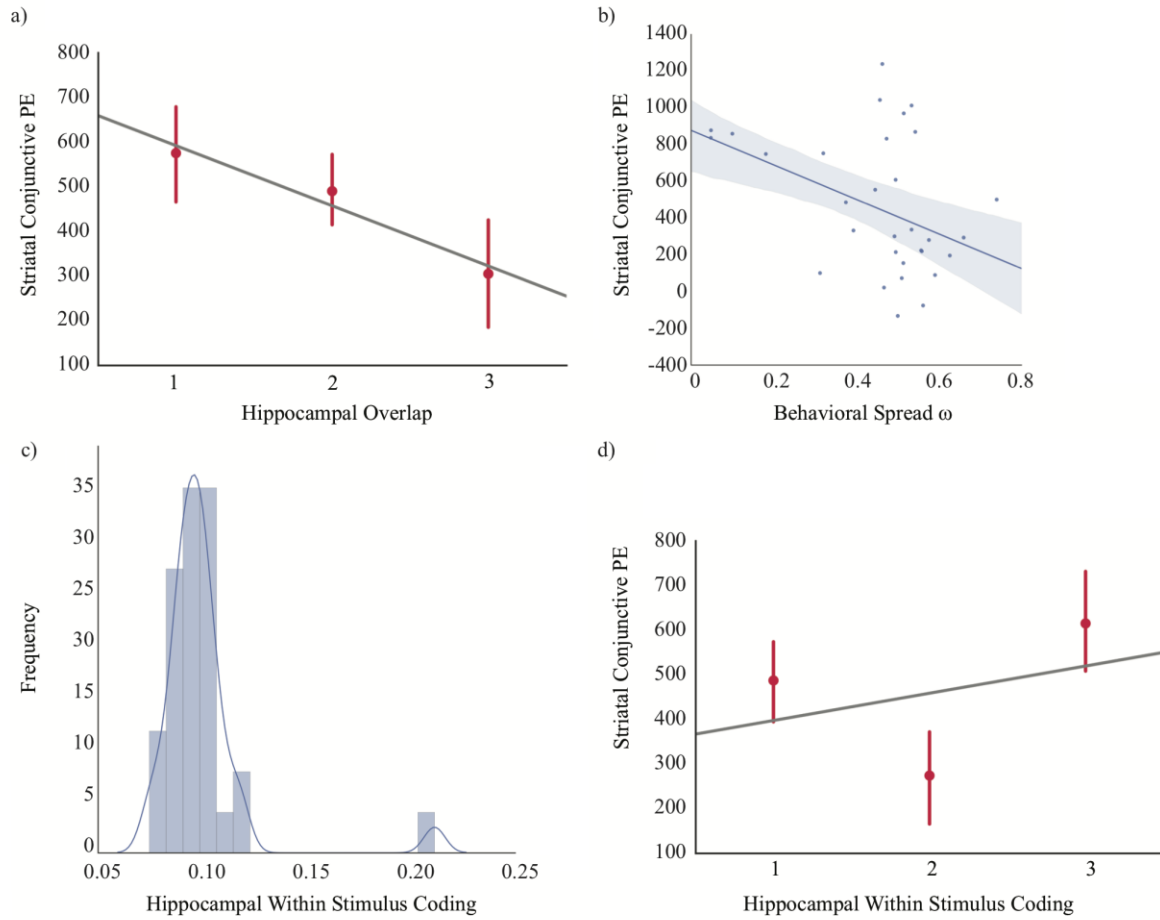 a)
800
700
600
500
400
300
200
100
Striatal Conjunctive PE
1 2 3
Hippocampal Overlap
b)
1400
1200
1000
800
600
400
200
0
-200
-400
Striatal Conjunctive PE
0 0.2 0.4 0.6 0.8
Behavioral Spread ω
c)
35
30
25
30
15
10
5
0
Frequency
0.05 0.10 0.15 0.20 0.25
Hippocampal Within Stimulus Coding
d)
800
700
600
500
400
300
200
100
Striatal Conjunctive PE
1 2 3
Hippocampal Within Stimulus Coding